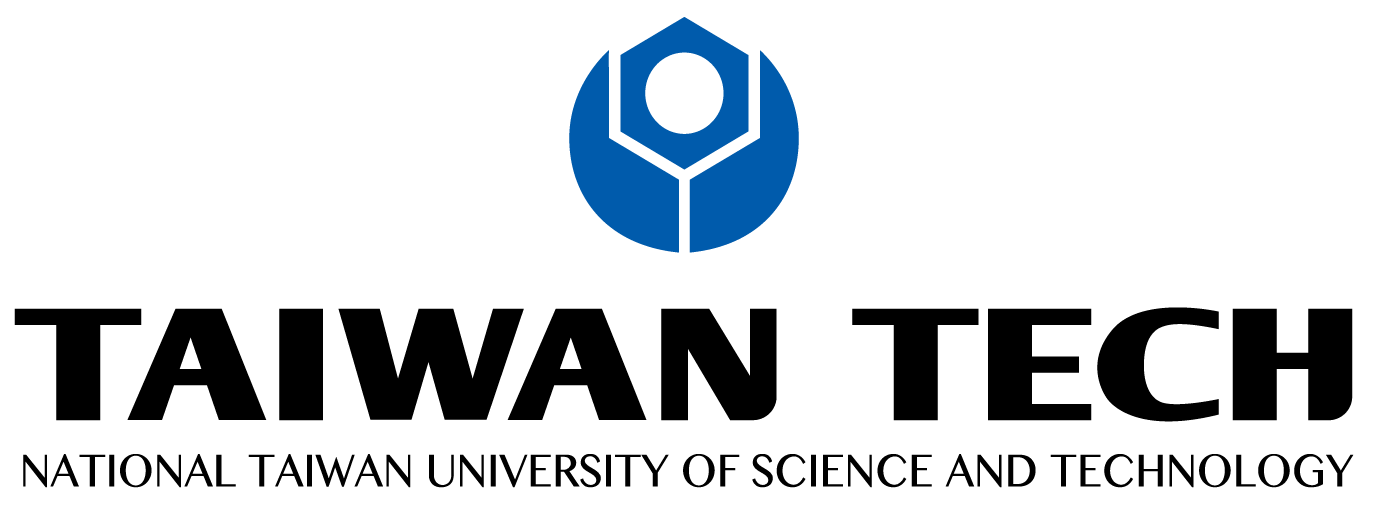 TAIWAN TECH
NATIONAL TAIWAN UNIVERSITY OF SCIENCE AND TECHNOLOGY